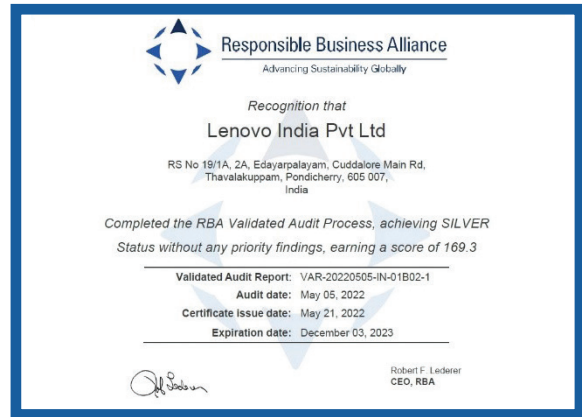 Responsible Business Alliance
Advancing Sustainability Globally
Recognition that
Lenovo India Pvt Ltd
RS No 19/1A, 2A, Edayarpalayam, Cuddalore Main Rd,
Thavalakuppam, Pondicherry, 605 007,
India
Completed the RBA Validated Audit Process, achieving SILVER
Status without any priority findings, earning a score of 169.3
Validated Audit Report: VAR-20220505-IN-01B02-1
Audit date: May 05, 2022
Certificate issue date: May 21, 2022
Expiration date: December 03, 2023
Robert F. Lederer
CEO, RBA